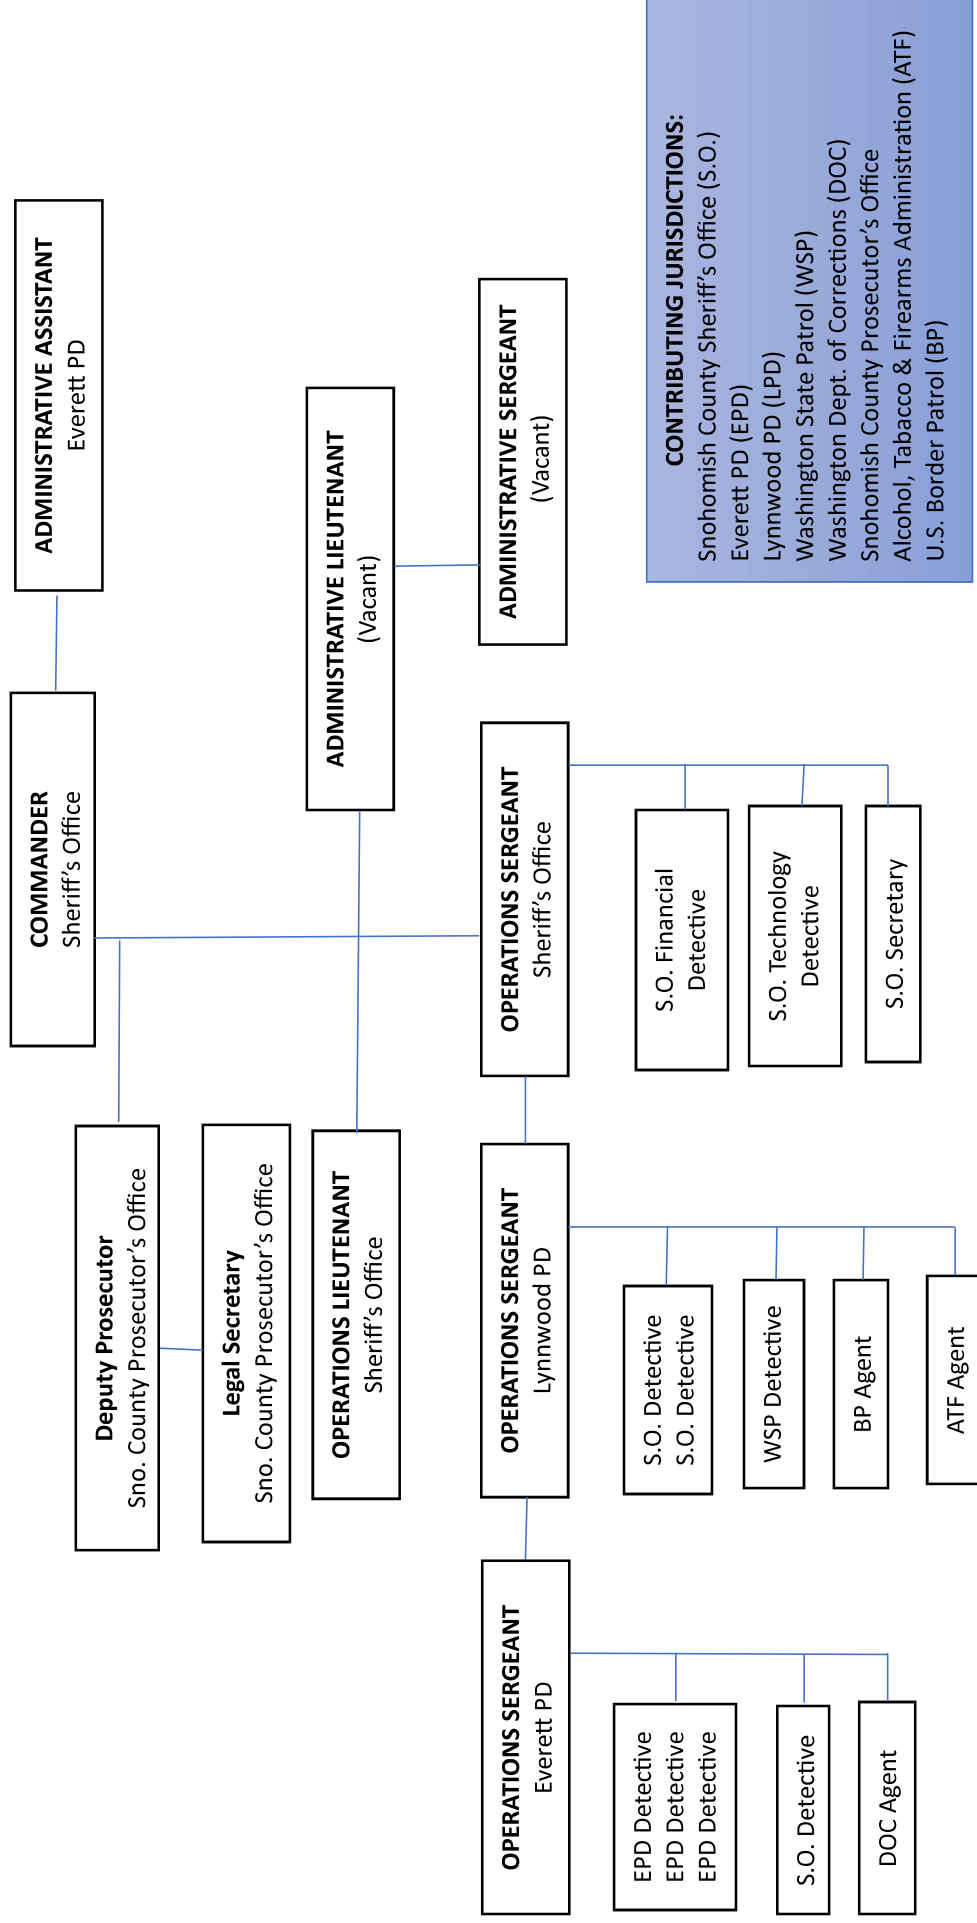 COMMANDER
Sheriff's Office
ADMINISTRATIVE ASSISTANT
Everett PD
Deputy Prosecutor
Sno. County Prosecutor's Office
Legal Secretary
Sno. County Prosecutor's Office
OPERATIONS LIEUTENANT
Sheriff's Office
ADMINISTRATIVE LIEUTENANT
(Vacant)
OPERATIONS SERGEANT
Everett PD
OPERATIONS SERGEANT
Lynnwood PD
OPERATIONS SERGEANT
Sheriff's Office
ADMINISTRATIVE SERGEANT
(Vacant)
EPD Detective
EPD Detective
EPD Detective
S.O. Detective
DOC Agent
S.O. Detective
S.O. Detective
WSP Detective
BP Agent
ATF Agent
S.O. Financial
Detective
S.O. Technology
Detective
S.O. Secretary
CONTRIBUTING JURISDICTIONS:
Snohomish County Sheriff's Office (S.O.)
Everett PD (EPD)
Lynnwood PD (LPD)
Washington State Patrol (WSP)
Washington Dept. of Corrections (DOC)
Snohomish County Prosecutor's Office
Alcohol, Tabacco & Firearms Administration (ATF)
U.S. Border Patrol (BP)